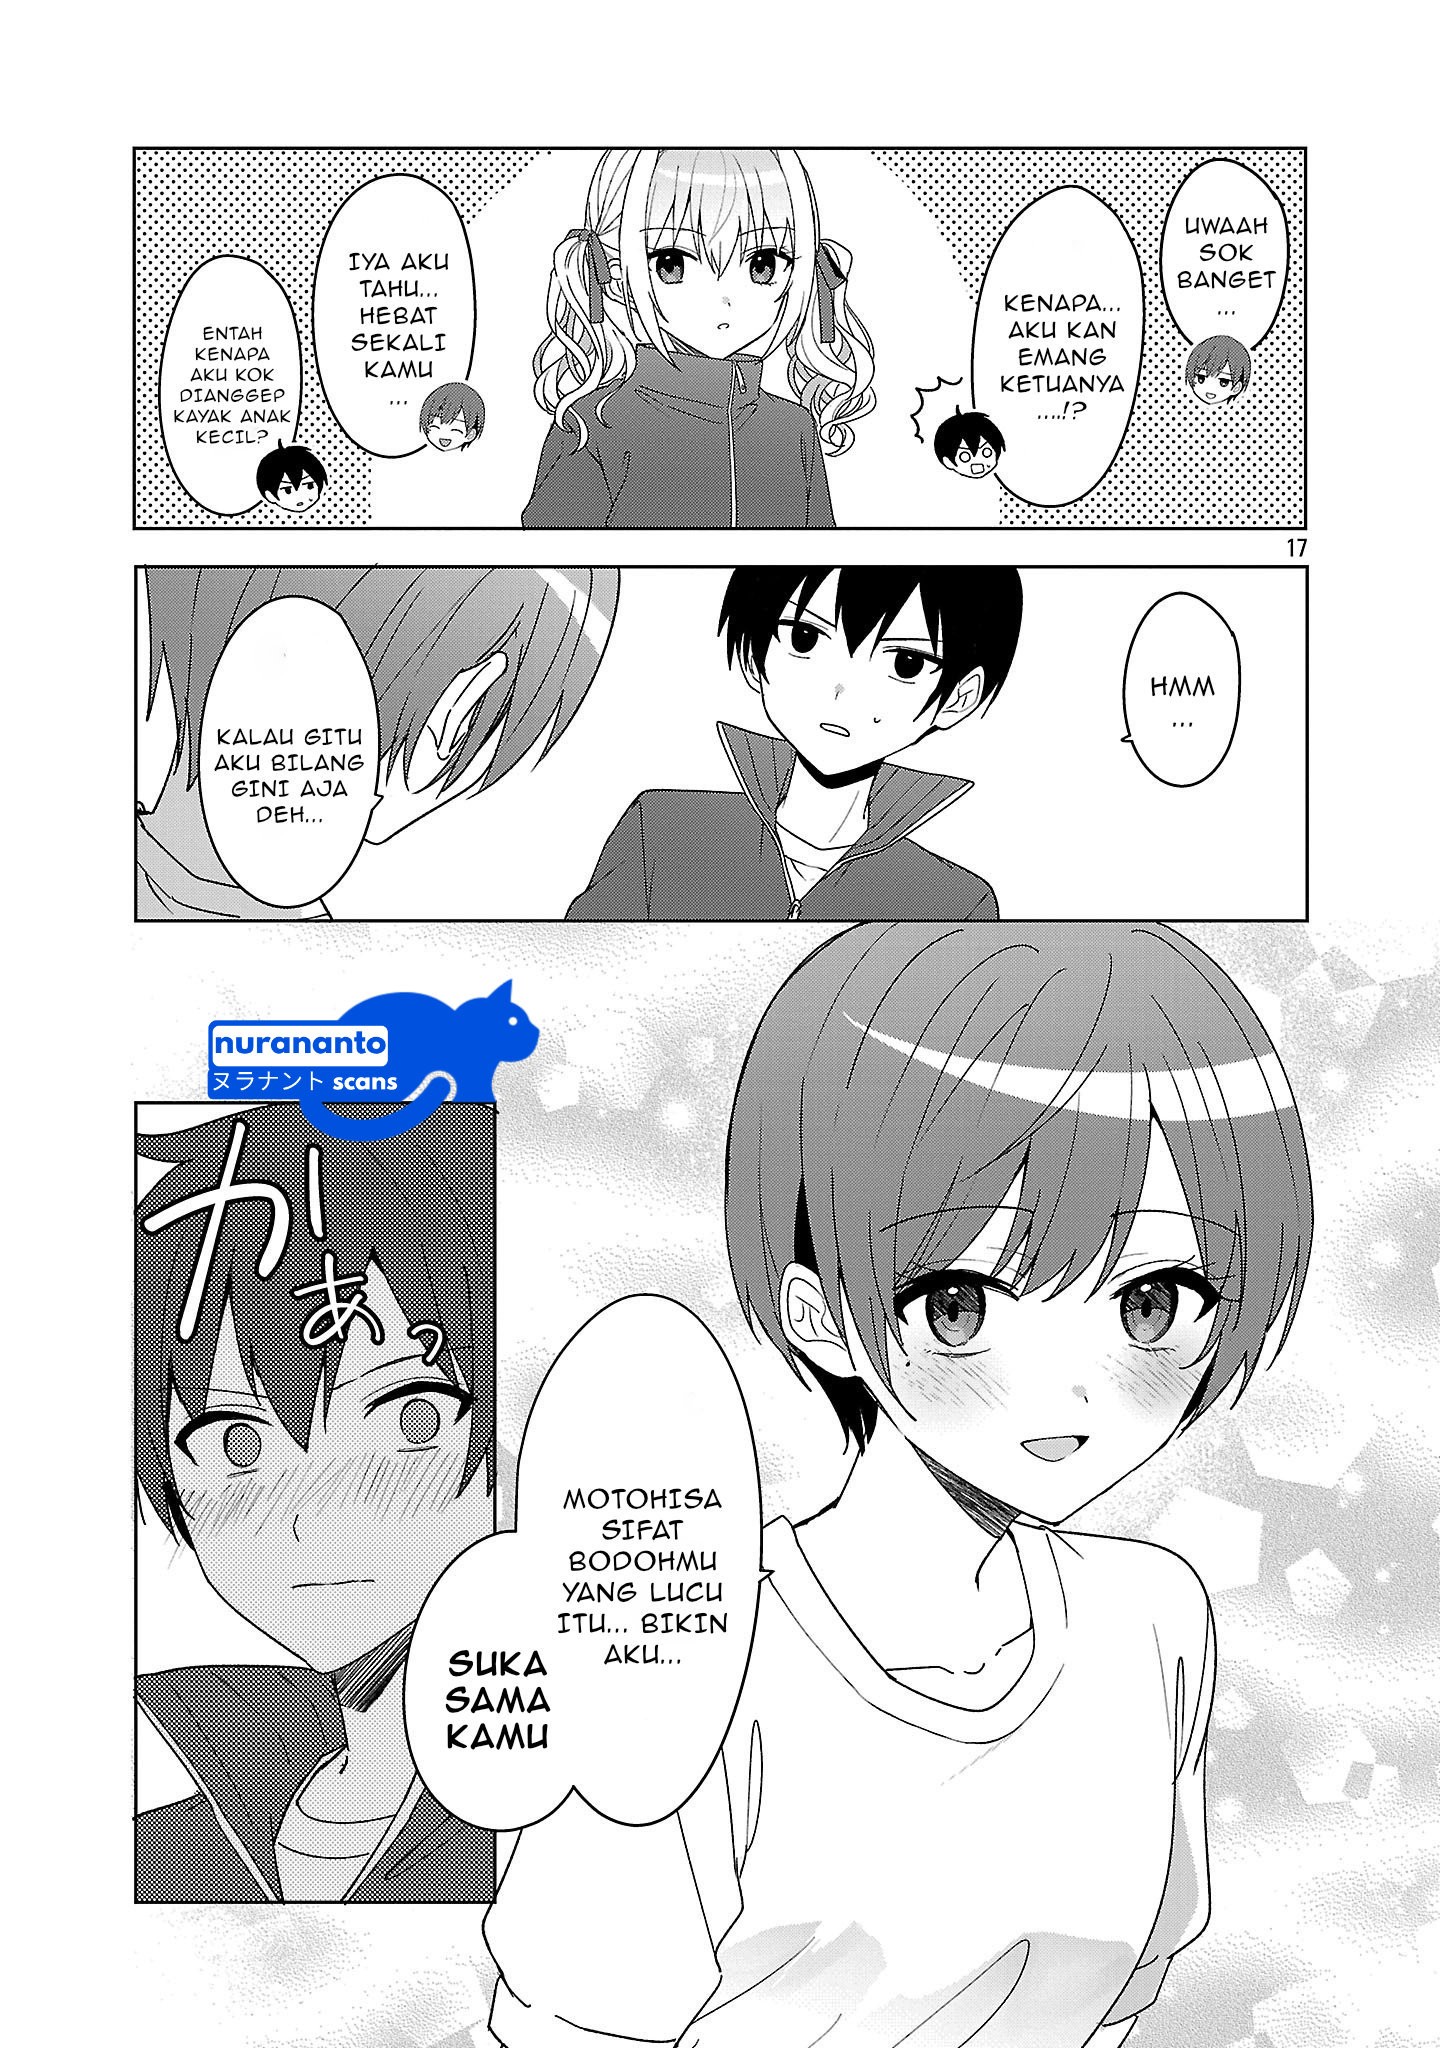 UWAAH
SOK
BANGET
...
KENAPA...
AKU KAN
EMANG
KETUANYA
.....!?
IYA AKU
TAHU...
HEBAT
SEKALI
KAMU
...
ENTAH
KENAPA
AKU KOK
DIANGGEP
KAYAK ANAK
KECIL?
17
HMM
...
KALAU GITU
AKU BILANG
GINI AJA
DEH...
nurananto
ヌラナント scans
MOTOHISA
SIFAT
BODOHMU
YANG LUCU
ITU... BIKIN
AKU...
SUKA
SAMA
KAMU
かーぁっ